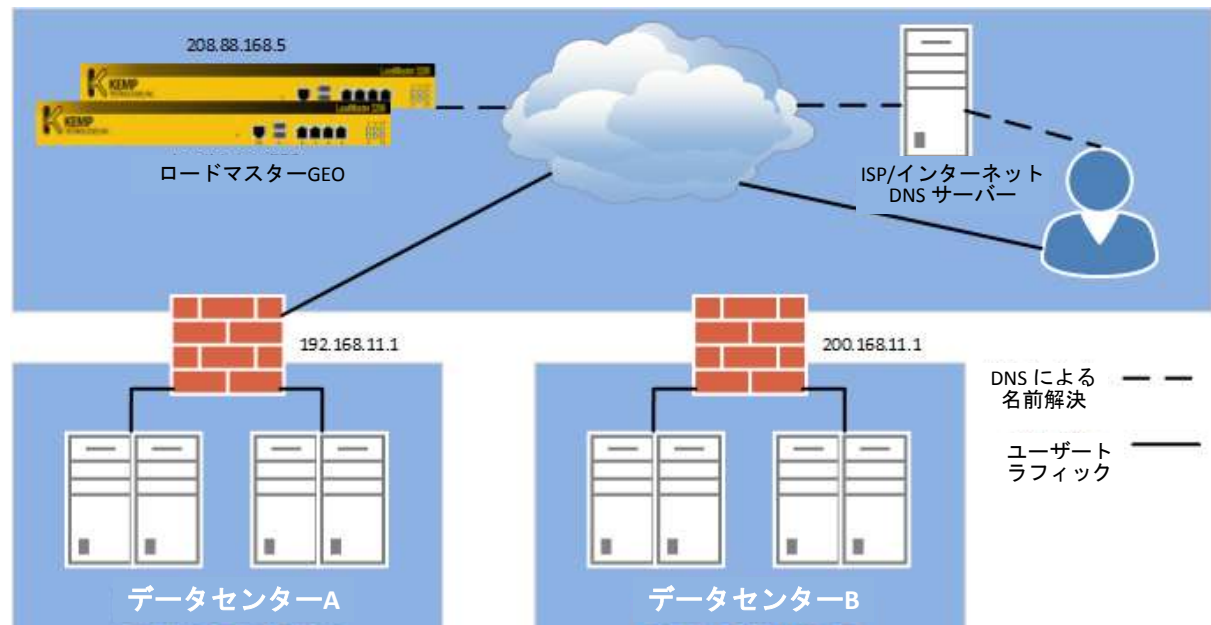 208.88.168.5
KEMP
KEMP
ロードマスターGEO
ISP/インターネット
DNS サーバー
192.168.11.1
200.168.11.1
DNS による
名前解決
ユーザート
ラフィック
データセンターA
データセンターB